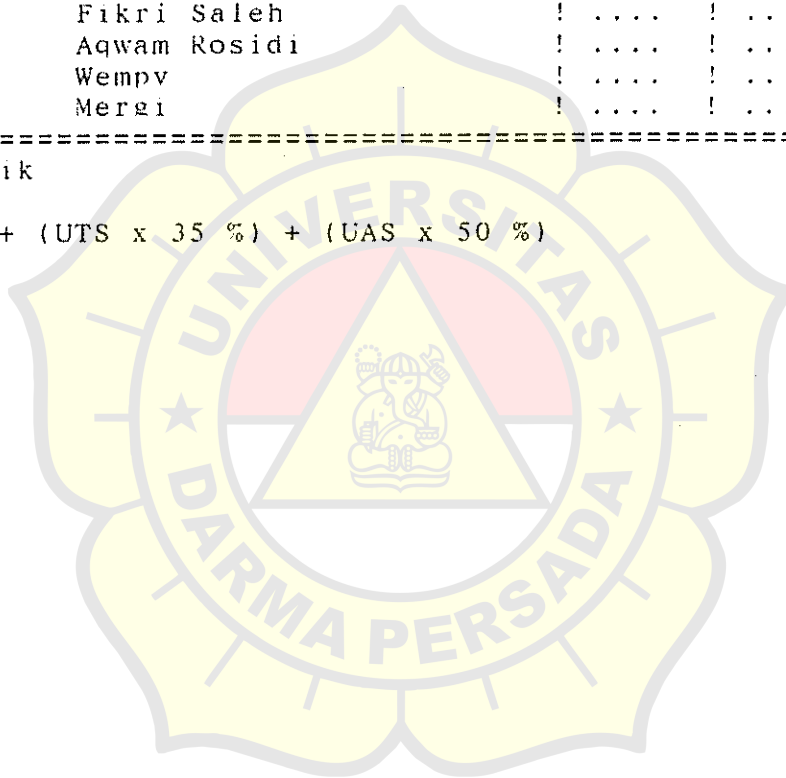 Fikri Saleh ! .... ! ..
Aqwam Rosidi ! .... ! ..
Wempy ! .... ! ..
Mergi ! .... ! ..
==============================================
ik
+ (UTS x 35 %) + (UAS x 50 %)
UNIVERSITAS
DARMA PERSADA